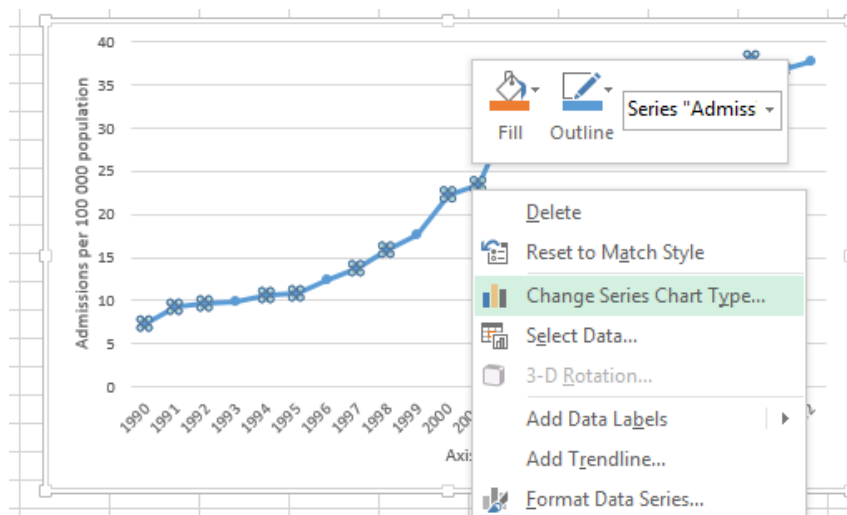 40
35
30
25
20
15
10
5
0
Admissions per 100 000 population
1990
1991
1992
1993
1994
1995
1996
1997
1998
1999
2000
Fill
Outline
Series "Admiss
Delete
Reset to Match Style
Change Series Chart Type...
Select Data...
3-D Rotation...
Add Data Labels
Add Trendline...
Format Data Series...